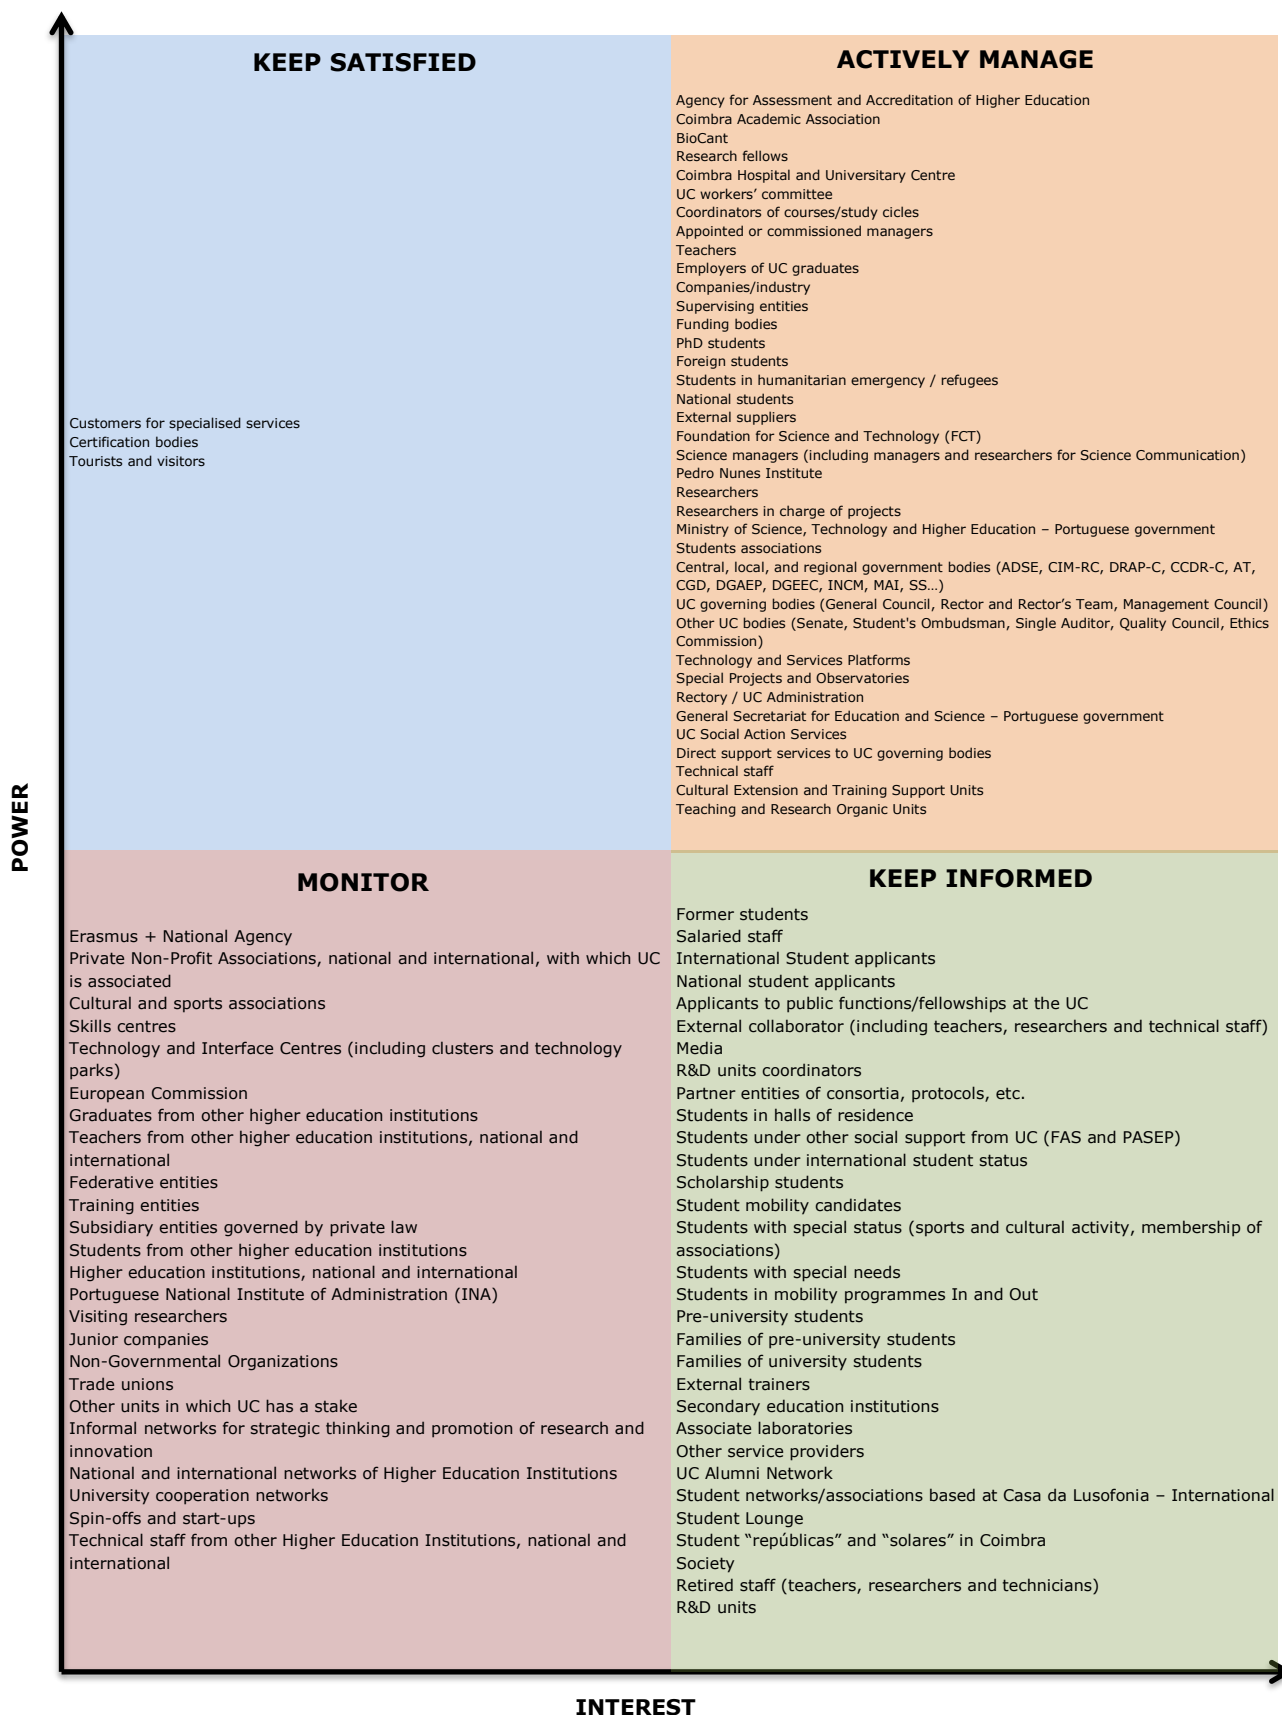 KEEP SATISFIED
Customers for specialised services
Certification bodies
Tourists and visitors
ACTIVELY MANAGE
Agency for Assessment and Accreditation of Higher Education
Coimbra Academic Association
BioCant
Research fellows
Coimbra Hospital and Universitary Centre
UC workers’ committee
Coordinators of courses/study cicles
Appointed or commissioned managers
Teachers
Employers of UC graduates
Companies/industry
Supervising entities
Funding bodies
PhD students
Foreign students
Students in humanitarian emergency / refugees
National students
External suppliers
Foundation for Science and Technology (FCT)
Science managers (including managers and researchers for Science Communication)
Pedro Nunes Institute
Researchers
Researchers in charge of projects
Ministry of Science, Technology and Higher Education – Portuguese government
Students associations
Central, local, and regional government bodies (ADSE, CIM-RC, DRAP-C, CCDR-C, AT,
CGD, DGAEP, DGEEC, INCM, MAI, SS…)
UC governing bodies (General Council, Rector and Rector’s Team, Management Council)
Other UC bodies (Senate, Student's Ombudsman, Single Auditor, Quality Council, Ethics
Commission)
Technology and Services Platforms
Special Projects and Observatories
Rectory / UC Administration
General Secretariat for Education and Science – Portuguese government
UC Social Action Services
Direct support services to UC governing bodies
Technical staff
Cultural Extension and Training Support Units
Teaching and Research Organic Units
POWER
MONITOR
Erasmus + National Agency
Private Non-Profit Associations, national and international, with which UC
is associated
Cultural and sports associations
Skills centres
Technology and Interface Centres (including clusters and technology
parks)
European Commission
Graduates from other higher education institutions
Teachers from other higher education institutions, national and
international
Federative entities
Training entities
Subsidiary entities governed by private law
Students from other higher education institutions
Higher education institutions, national and international
Portuguese National Institute of Administration (INA)
Visiting researchers
Junior companies
Non-Governmental Organizations
Trade unions
Other units in which UC has a stake
Informal networks for strategic thinking and promotion of research and
innovation
National and international networks of Higher Education Institutions
University cooperation networks
Spin-offs and start-ups
Technical staff from other Higher Education Institutions, national and
international
KEEP INFORMED
Former students
Salaried staff
International Student applicants
National student applicants
Applicants to public functions/fellowships at the UC
External collaborator (including teachers, researchers and technical staff)
Media
R&D units coordinators
Partner entities of consortia, protocols, etc.
Students in halls of residence
Students under other social support from UC (FAS and PASEP)
Students under international student status
Scholarship students
Student mobility candidates
Students with special status (sports and cultural activity, membership of
associations)
Students with special needs
Students in mobility programmes In and Out
Pre-university students
Families of pre-university students
Families of university students
External trainers
Secondary education institutions
Associate laboratories
Other service providers
UC Alumni Network
Student networks/associations based at Casa da Lusofonia – International
Student Lounge
Student “repúblicas” and “solares” in Coimbra
Society
Retired staff (teachers, researchers and technicians)
R&D units
INTEREST